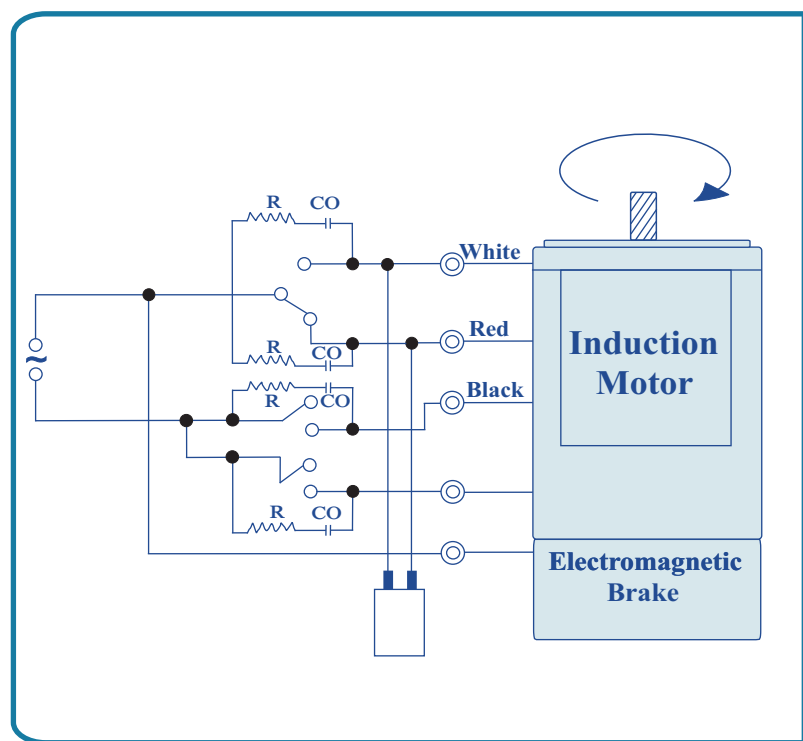 R
CO
White
R
CO
Red
R
CO
Black
Induction
Motor
~
R
CO
Electromagnetic
Brake